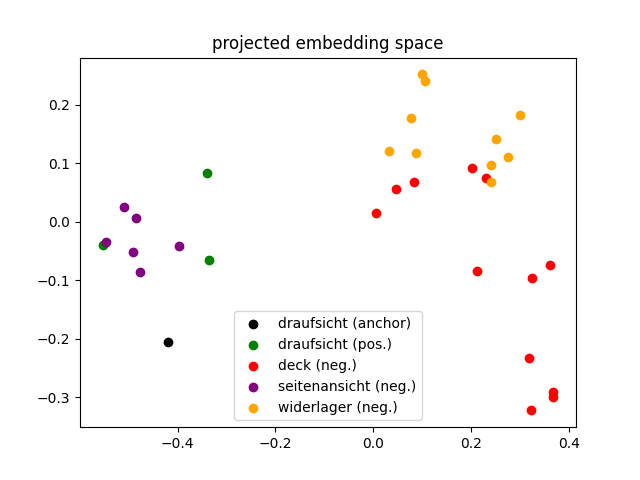 projected embedding space
0.2
0.1
0.0
−0.1
−0.2
−0.3
draufsicht (anchor)
draufsicht (pos.)
deck (neg.)
seitenansicht (neg.)
widerlager (neg.)
−0.4
−0.2
0.0
0.2
0.4